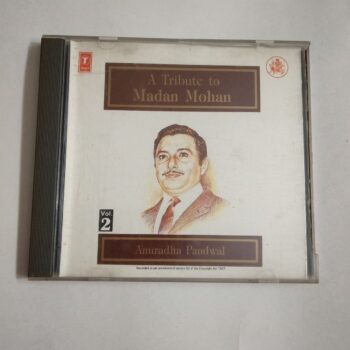 T
A Tribute to
Madan Mohan
Vol.
2
Anuradha Paudwal